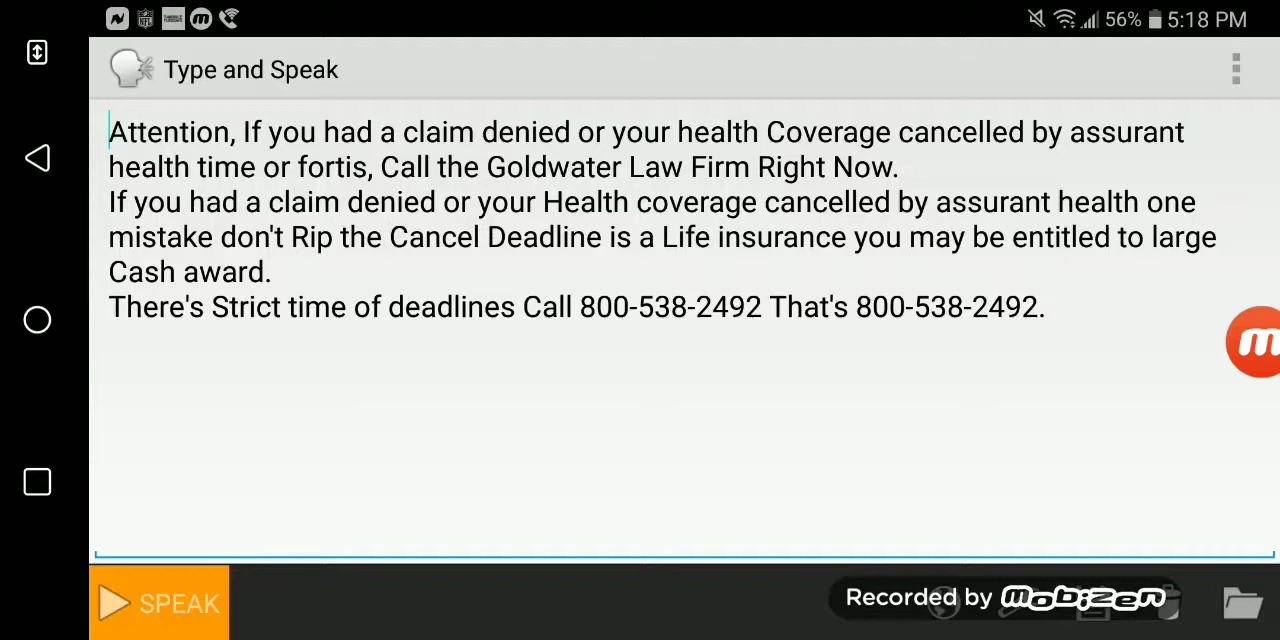 56% 5:18 PM
Type and Speak
Attention, If you had a claim denied or your health Coverage cancelled by assurant
health time or fortis, Call the Goldwater Law Firm Right Now.
If you had a claim denied or your Health coverage cancelled by assurant health one
mistake don't Rip the Cancel Deadline is a Life insurance you may be entitled to large
Cash award.
There's Strict time of deadlines Call 800-538-2492 That's 800-538-2492.
m
SPEAK
Recorded by mobizen